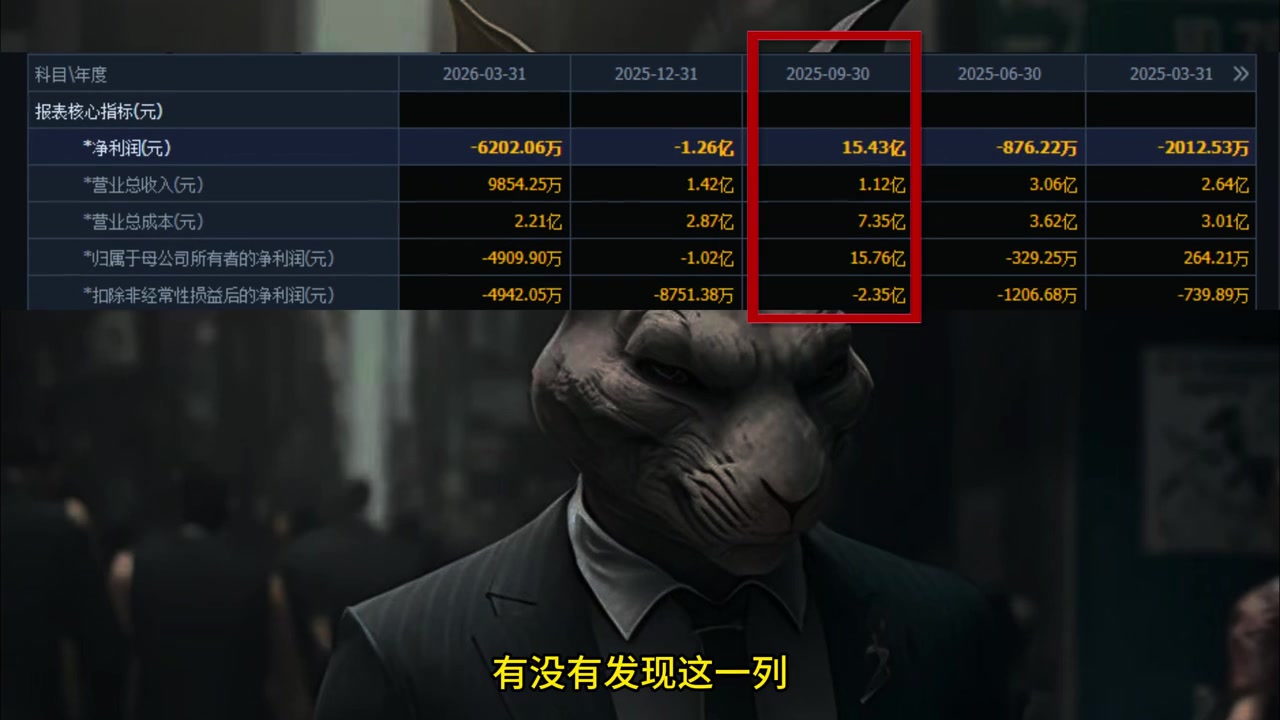 科目\年度 2026-03-31 2025-12-31 2025-09-30 2025-06-30 2025-03-31 »
报表核心指标(元)
*净利润(元) -6202.06万 -1.26亿 15.43亿 -876.22万 -2012.53万
*营业总收入(元) 9854.25万 1.42亿 1.12亿 3.06亿 2.64亿
*营业总成本(元) 2.21亿 2.87亿 7.35亿 3.62亿 3.01亿
*归属于母公司所有者的净利润(元) -4909.90万 -1.02亿 15.76亿 -329.25万 264.21万
*扣除非经常性损益后的净利润(元) -4942.05万 -8751.38万 -2.35亿 -1206.68万 -739.89万
有没有发现这一列